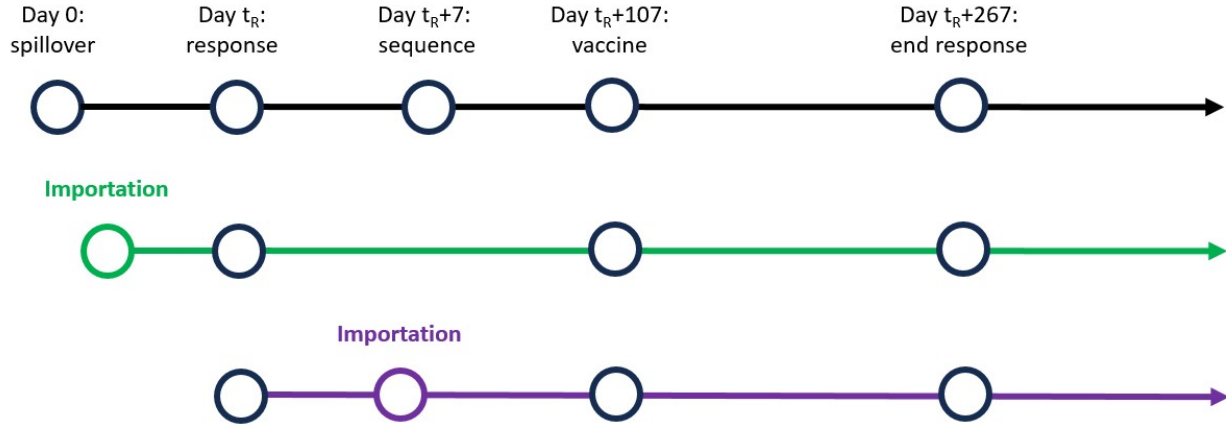 Day 0:
spillover
Day tR:
response
Day tR+7:
sequence
Day tR+107:
vaccine
Day tR+267:
end response
Importation
Importation